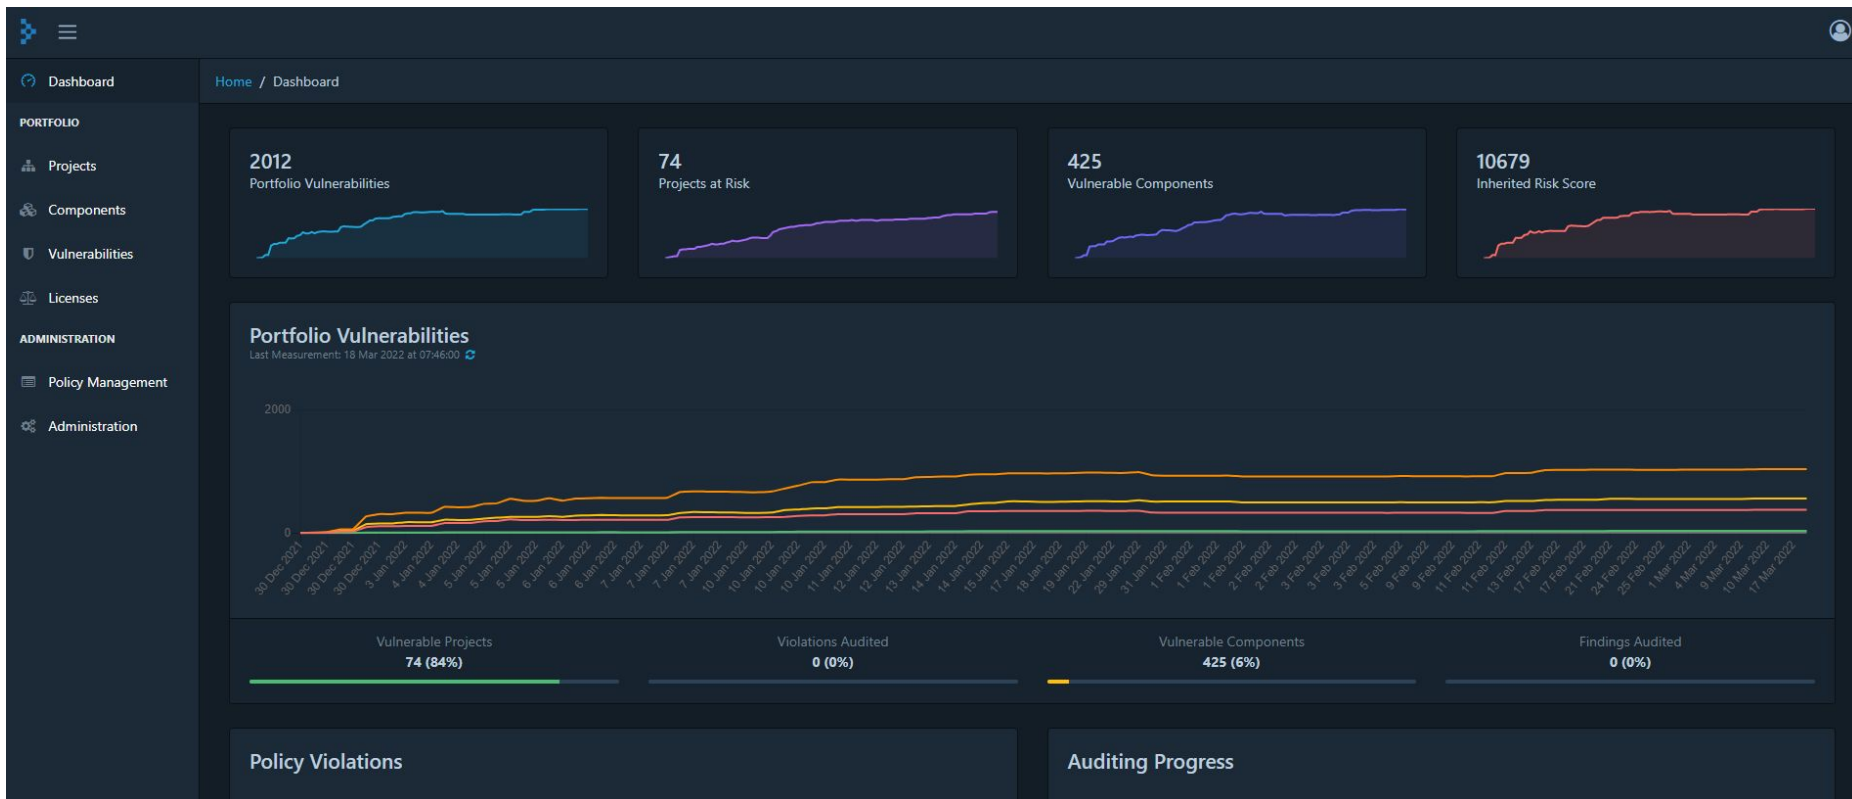 Dashboard
Home / Dashboard
PORTFOLIO
Projects
Components
Vulnerabilities
Licenses
ADMINISTRATION
Policy Management
Administration
2012
Portfolio Vulnerabilities
74
Projects at Risk
425
Vulnerable Components
10679
Inherited Risk Score
Portfolio Vulnerabilities
Last Measurement: 18 Mar 2022 at 07:46:00
2000
0
30 Dec 2021
30 Dec 2021
30 Dec 2021
30 Dec 2021
3 Jan 2022
4 Jan 2022
4 Jan 2022
5 Jan 2022
5 Jan 2022
5 Jan 2022
6 Jan 2022
6 Jan 2022
6 Jan 2022
7 Jan 2022
7 Jan 2022
7 Jan 2022
7 Jan 2022
10 Jan 2022
10 Jan 2022
10 Jan 2022
10 Jan 2022
11 Jan 2022
12 Jan 2022
12 Jan 2022
13 Jan 2022
14 Jan 2022
14 Jan 2022
15 Jan 2022
17 Jan 2022
18 Jan 2022
19 Jan 2022
22 Jan 2022
29 Jan 2022
31 Jan 2022
1 Feb 2022
1 Feb 2022
1 Feb 2022
2 Feb 2022
2 Feb 2022
3 Feb 2022
3 Feb 2022
3 Feb 2022
5 Feb 2022
9 Feb 2022
9 Feb 2022
11 Feb 2022
11 Feb 2022
13 Feb 2022
17 Feb 2022
17 Feb 2022
21 Feb 2022
24 Feb 2022
25 Feb 2022
1 Mar 2022
4 Mar 2022
9 Mar 2022
10 Mar 2022
17 Mar 2022
Vulnerable Projects
74 (84%)
Violations Audited
0 (0%)
Vulnerable Components
425 (6%)
Findings Audited
0 (0%)
Policy Violations
Auditing Progress